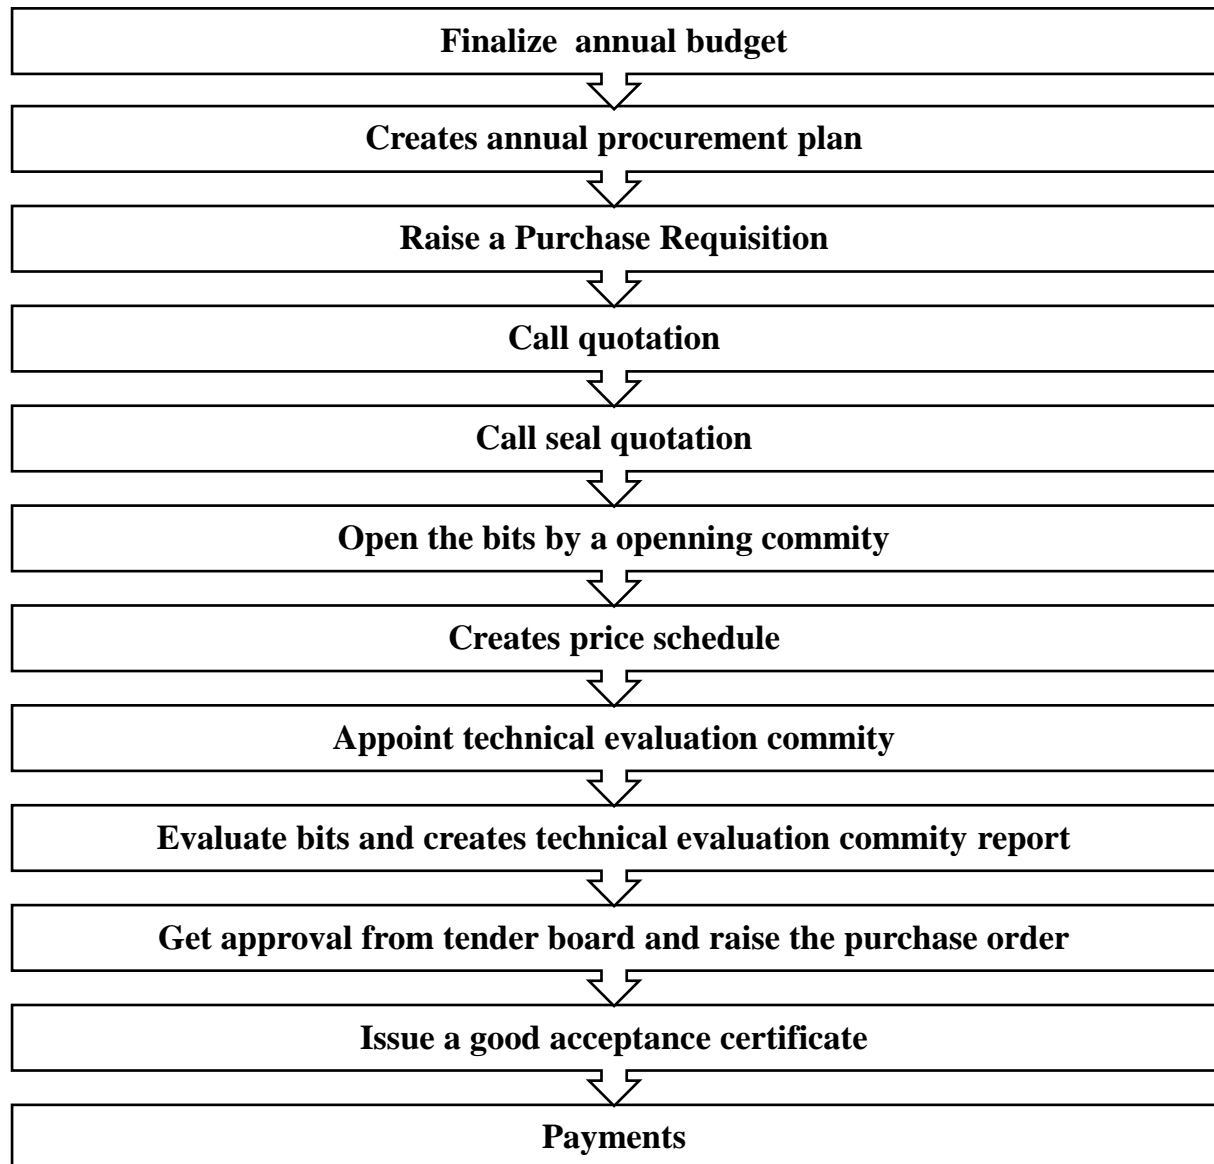 Finalize annual budget
Creates annual procurement plan
Raise a Purchase Requisition
Call quotation
Call seal quotation
Open the bits by a openning commity
Creates price schedule
Appoint technical evaluation commity
Evaluate bits and creates technical evaluation commity report
Get approval from tender board and raise the purchase order
Issue a good acceptance certificate
Payments